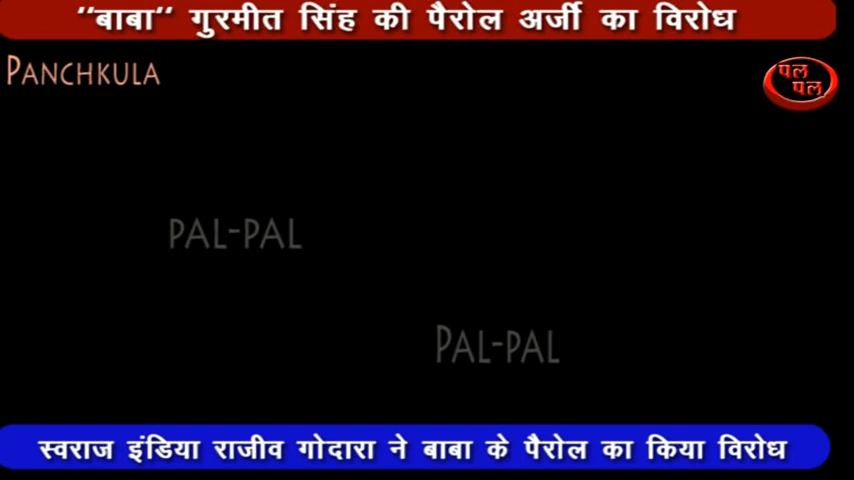 “बाबा“ गुरमीत सिंह की पैरोल अर्जी का विरोध
PANCHKULA
पल
पल
PAL-PAL
PAL-PAL
स्वराज इंडिया राजीव गोदारा ने बाबा के पैरोल का किया विरोध